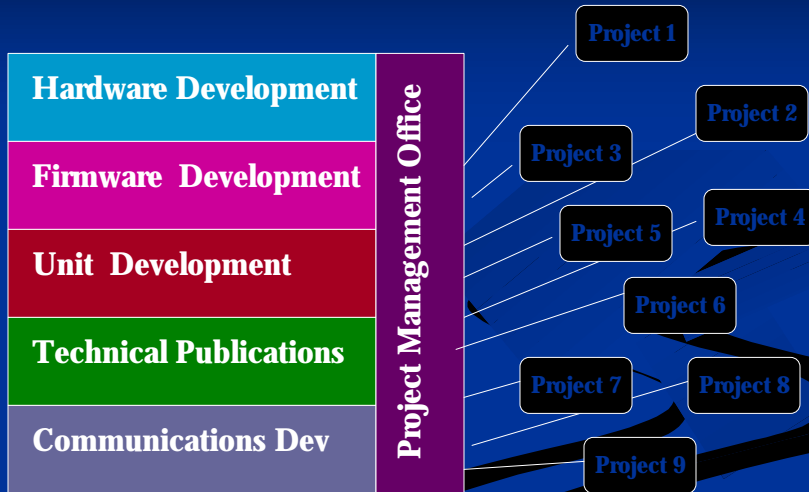 Hardware Development
Firmware Development
Unit Development
Technical Publications
Communications Dev
Project Management Office
Project 1
Project 2
Project 3
Project 4
Project 5
Project 6
Project 7
Project 8
Project 9